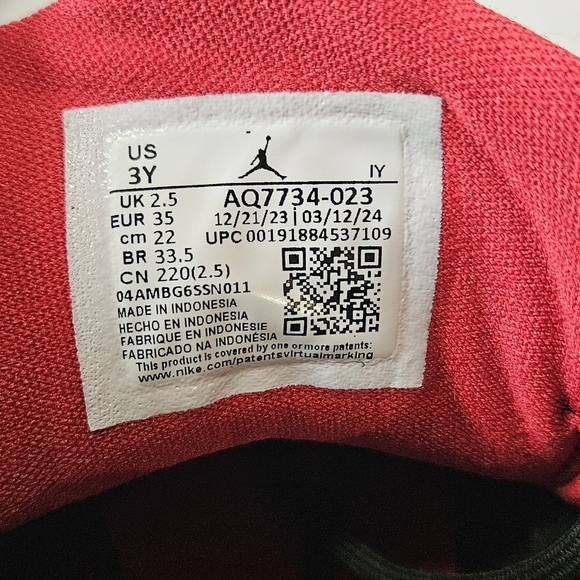 US
3Y IY
UK 2.5 AQ7734-023
EUR 35 12/21/23 | 03/12/24
cm 22 UPC 00191884537109
BR 33.5
CN 220(2.5)
04AMBG6SSN011
MADE IN INDONESIA
HECHO EN INDONESIA
FABRIQUE EN INDONESIE
FABRICADO NA INDONÉSIA
This product is covered by one or more patents:
www.nike.com/patentsvirtualmarking